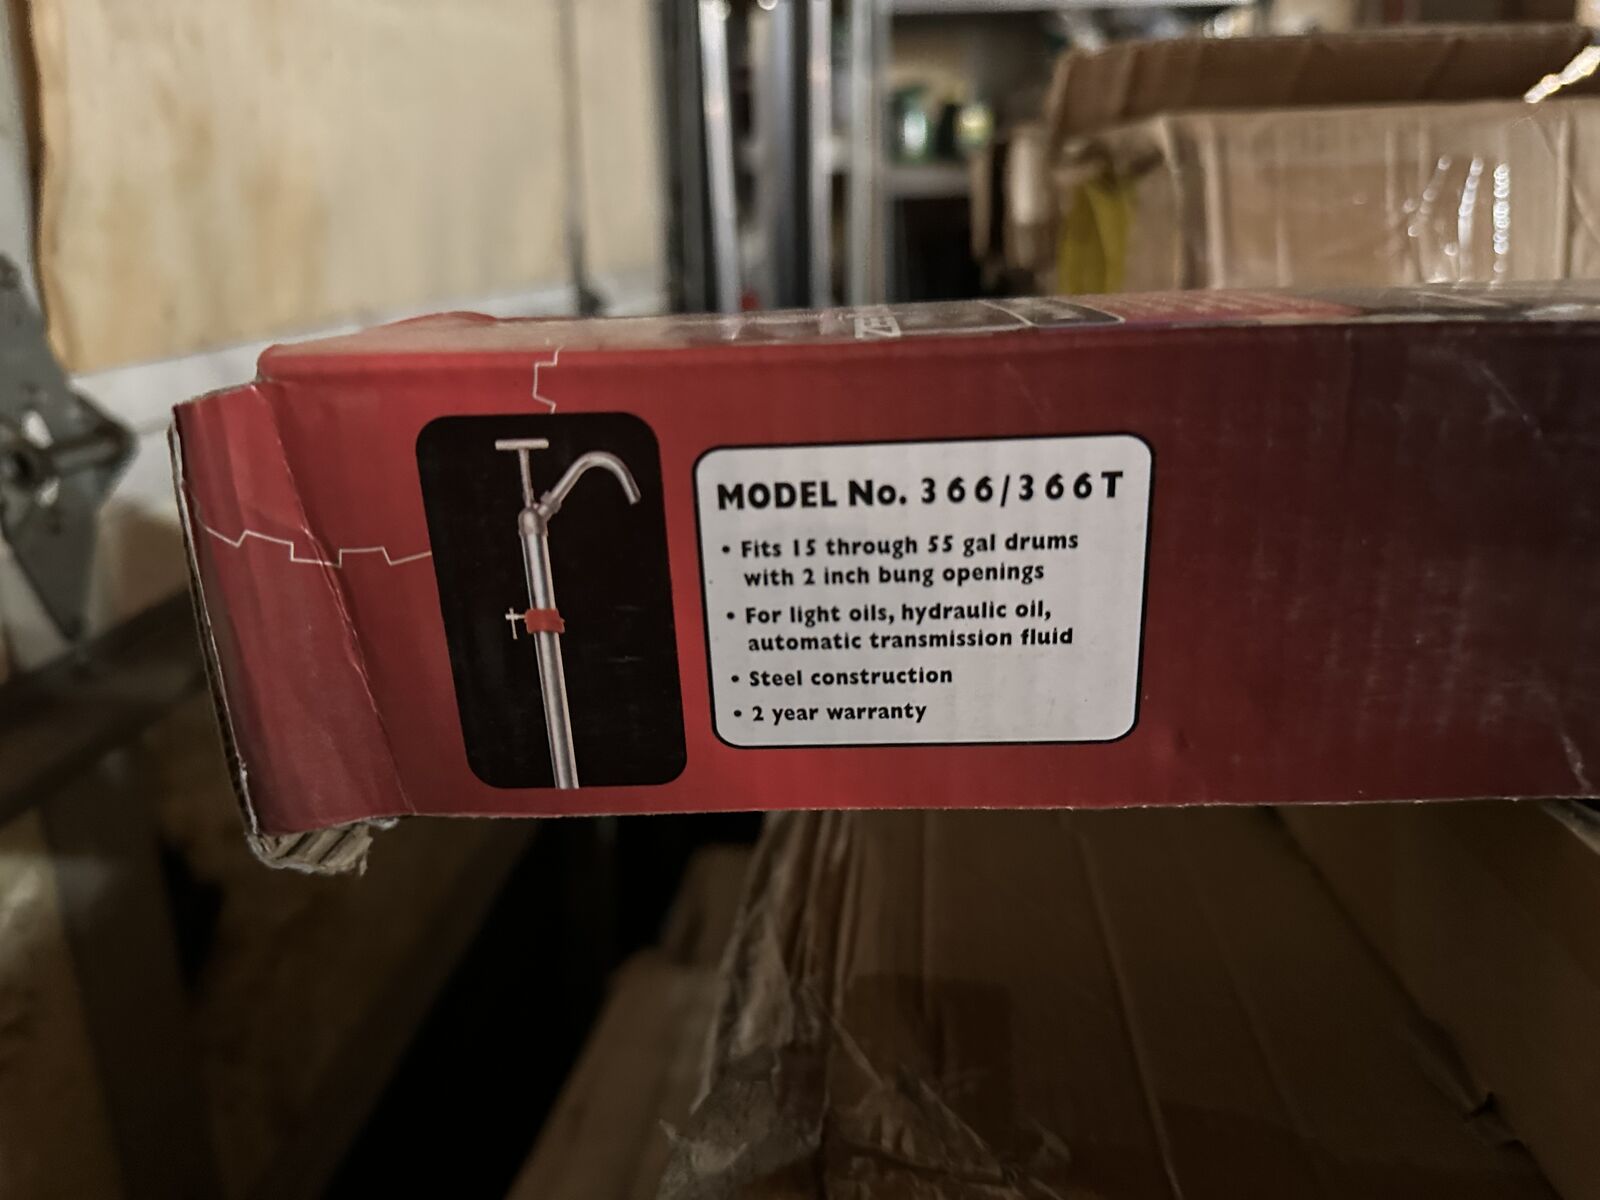 MODEL No. 366/366T
• Fits 15 through 55 gal drums
with 2 inch bung openings
• For light oils, hydraulic oil,
automatic transmission fluid
• Steel construction
• 2 year warranty